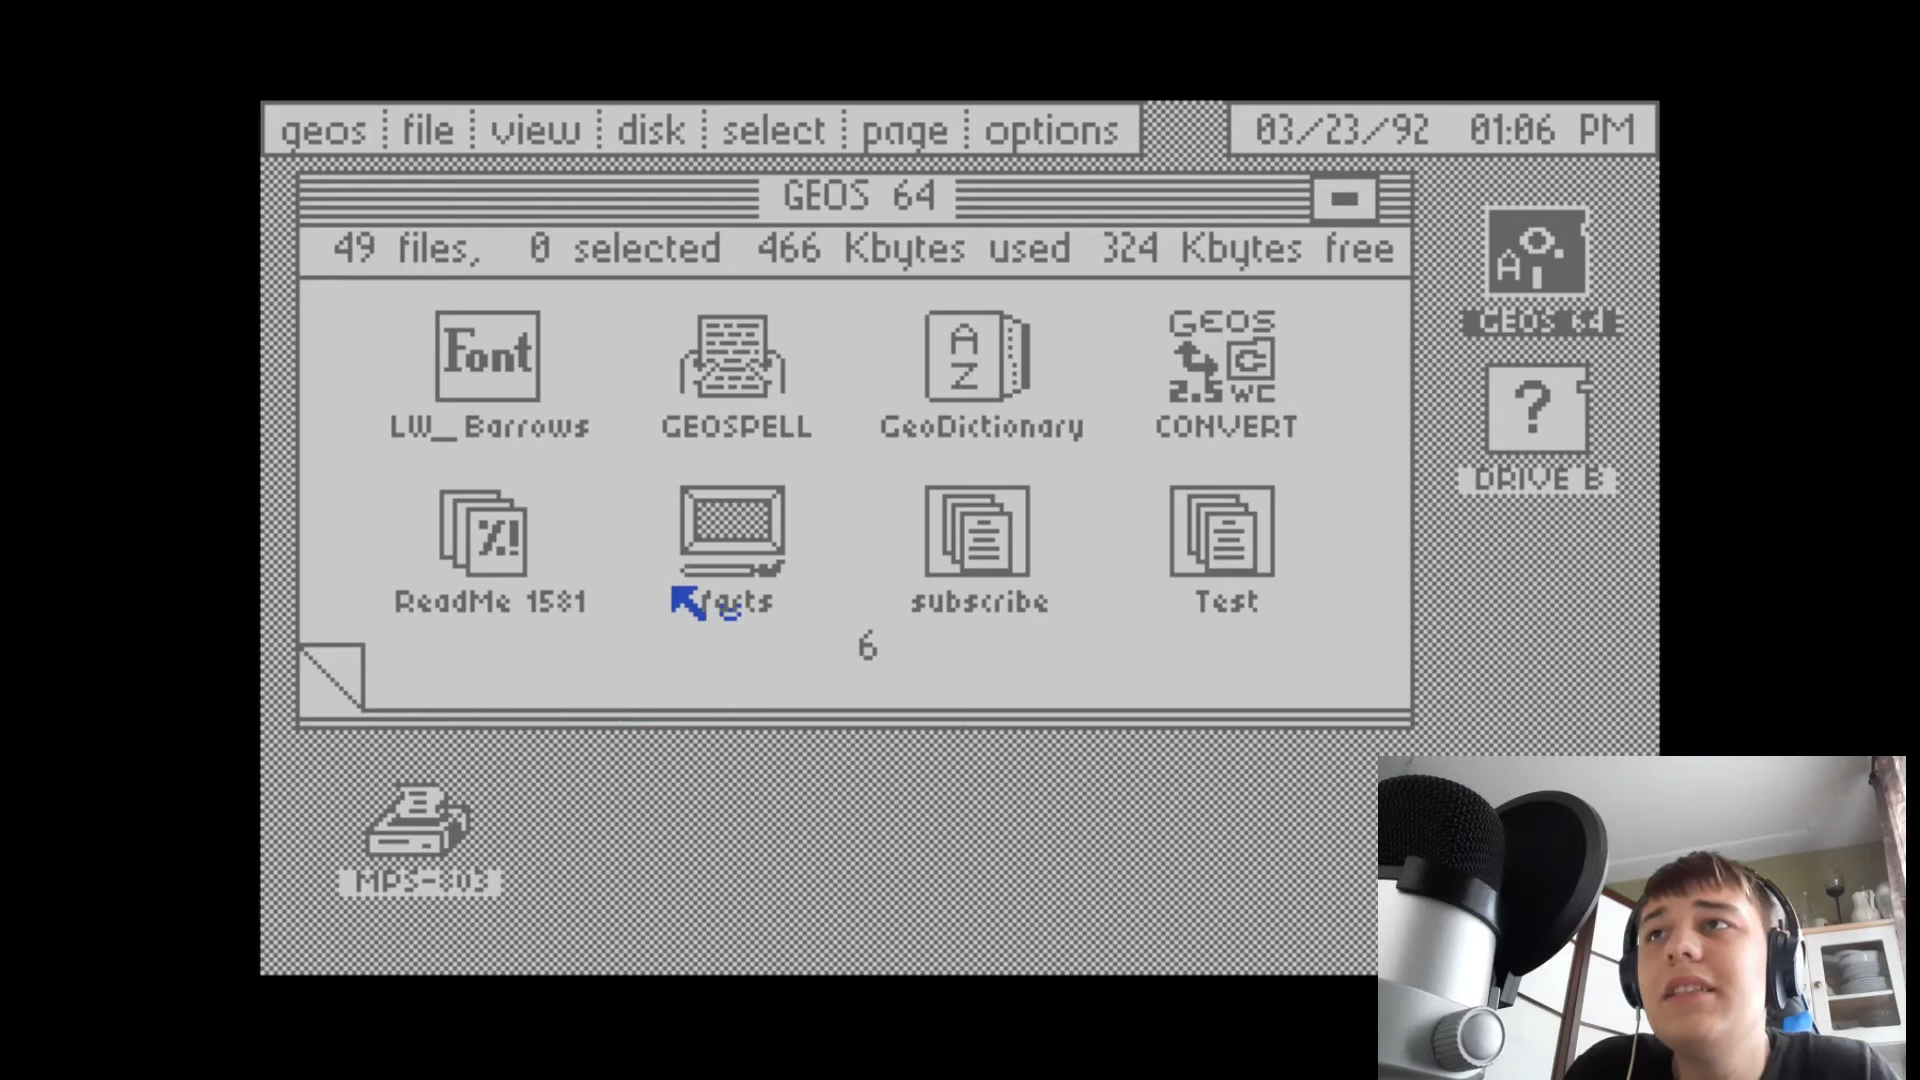 geos file view disk select page options 03/23/92 01:06 PM
GEOS 64
49 files, 0 selected 466 Kbytes used 324 Kbytes free
Font
A
Z
GEOS
C
2.5 WC
A
GEOS 64
LW_ Barrows GEOSPELL GeoDictionary CONVERT
?
DRIVE B
%!
ReadMe 1581 subscribe Test
6
MPS-803